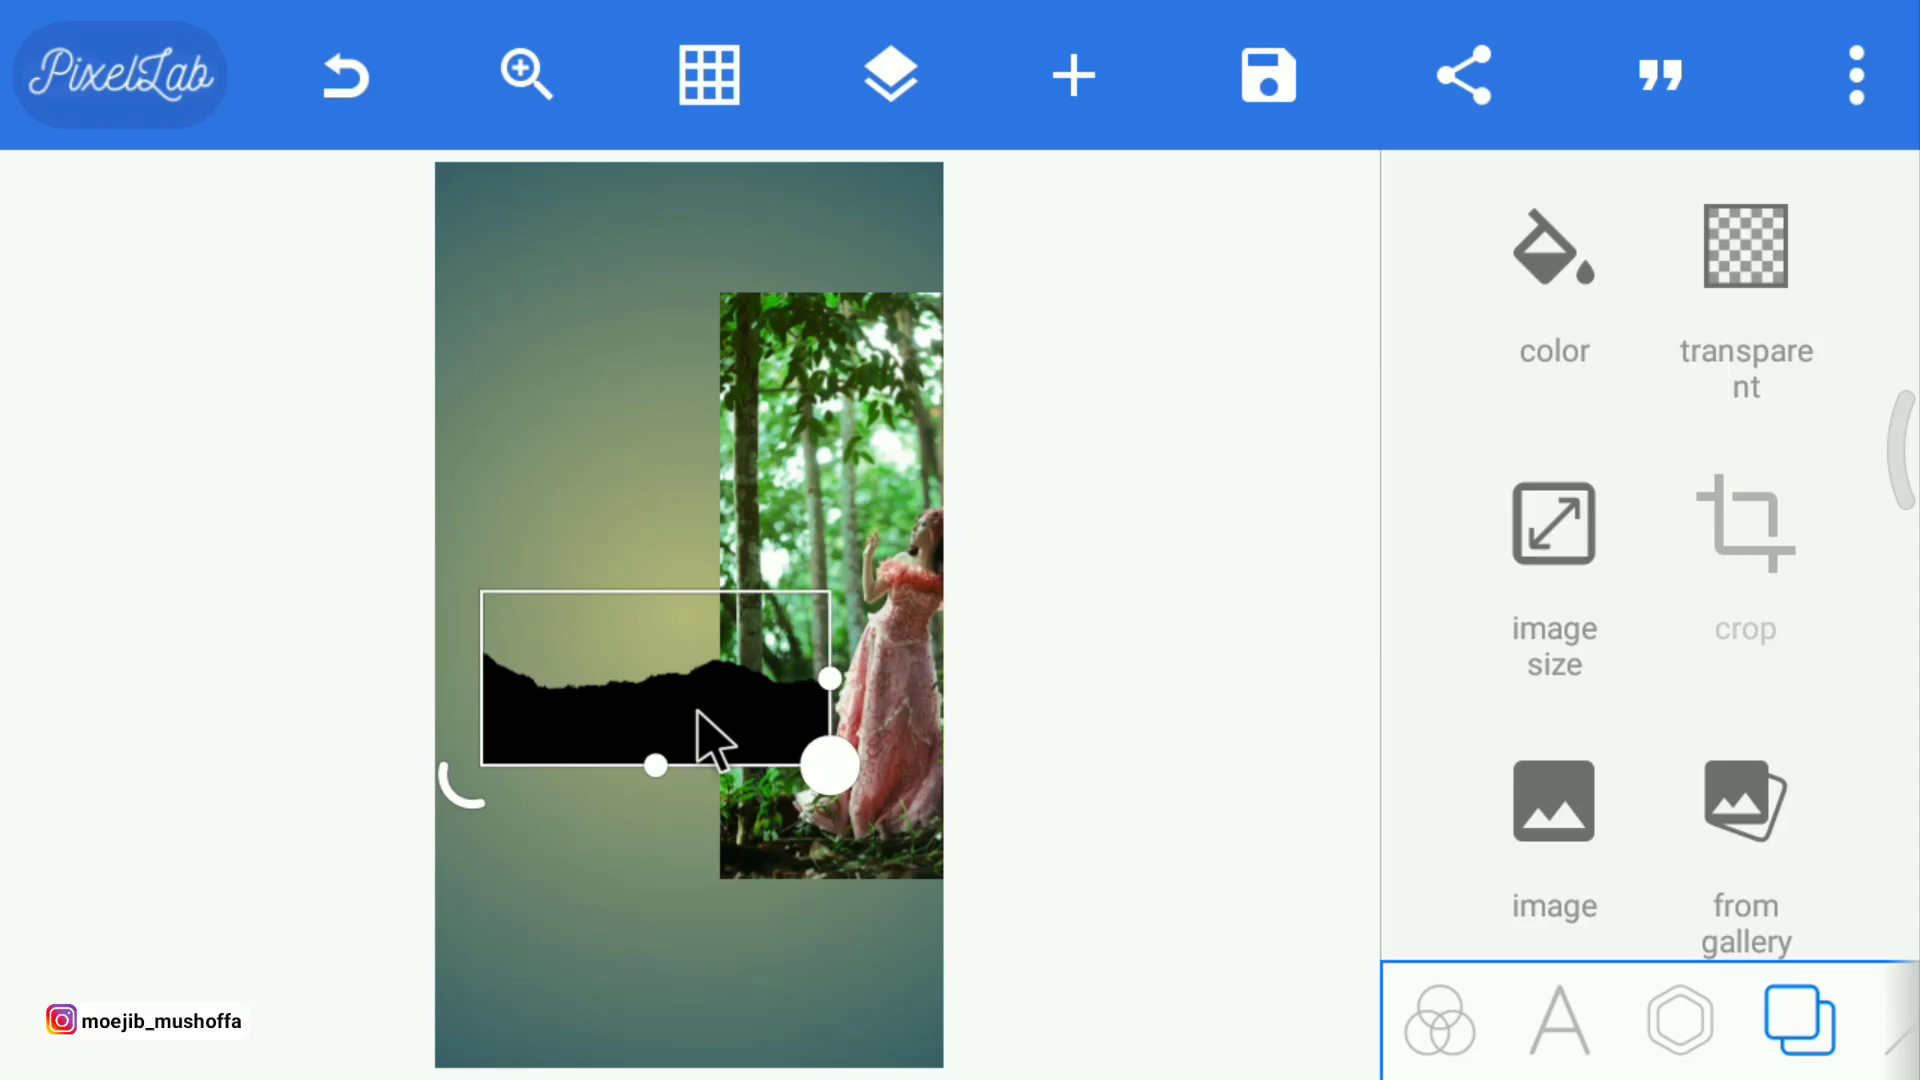 PixelLab
color
transpare
nt
image
size
crop
image
from
gallery
moejib_mushoffa